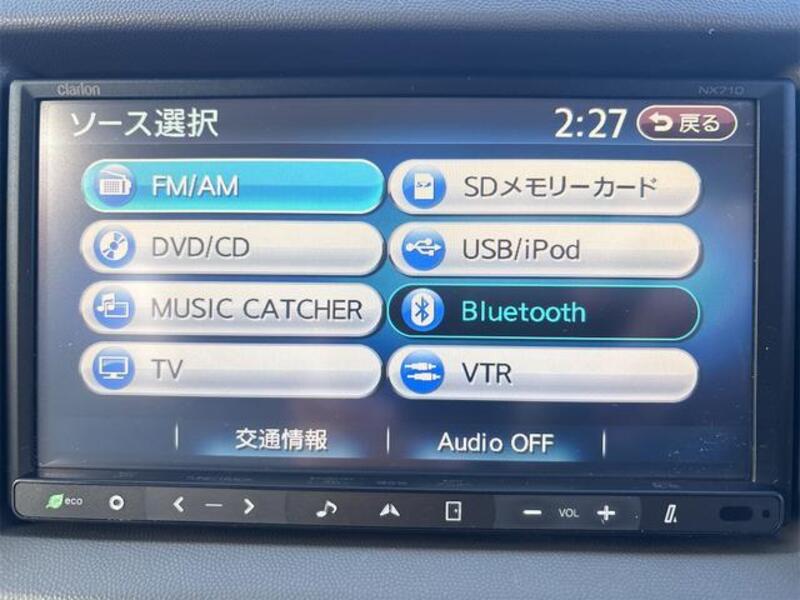 Clarion NX710
ソース選択 2:27 戻る
FM/AM SDメモリーカード
DVD/CD USB/iPod
MUSIC CATCHER Bluetooth
TV VTR
交通情報 Audio OFF
eco VOL